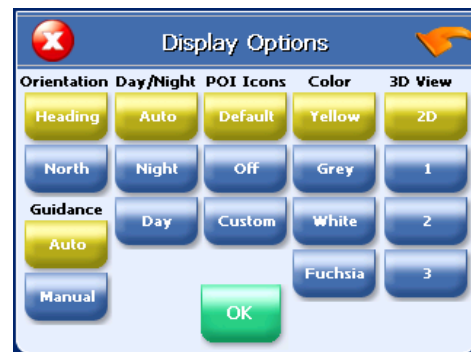 Display Options
Orientation Day/Night POI Icons Color 3D View
Heading Auto Default Yellow 2D
North Night Off Grey 1
Guidance
Day Custom White 2
Auto
Fuchsia 3
Manual
OK